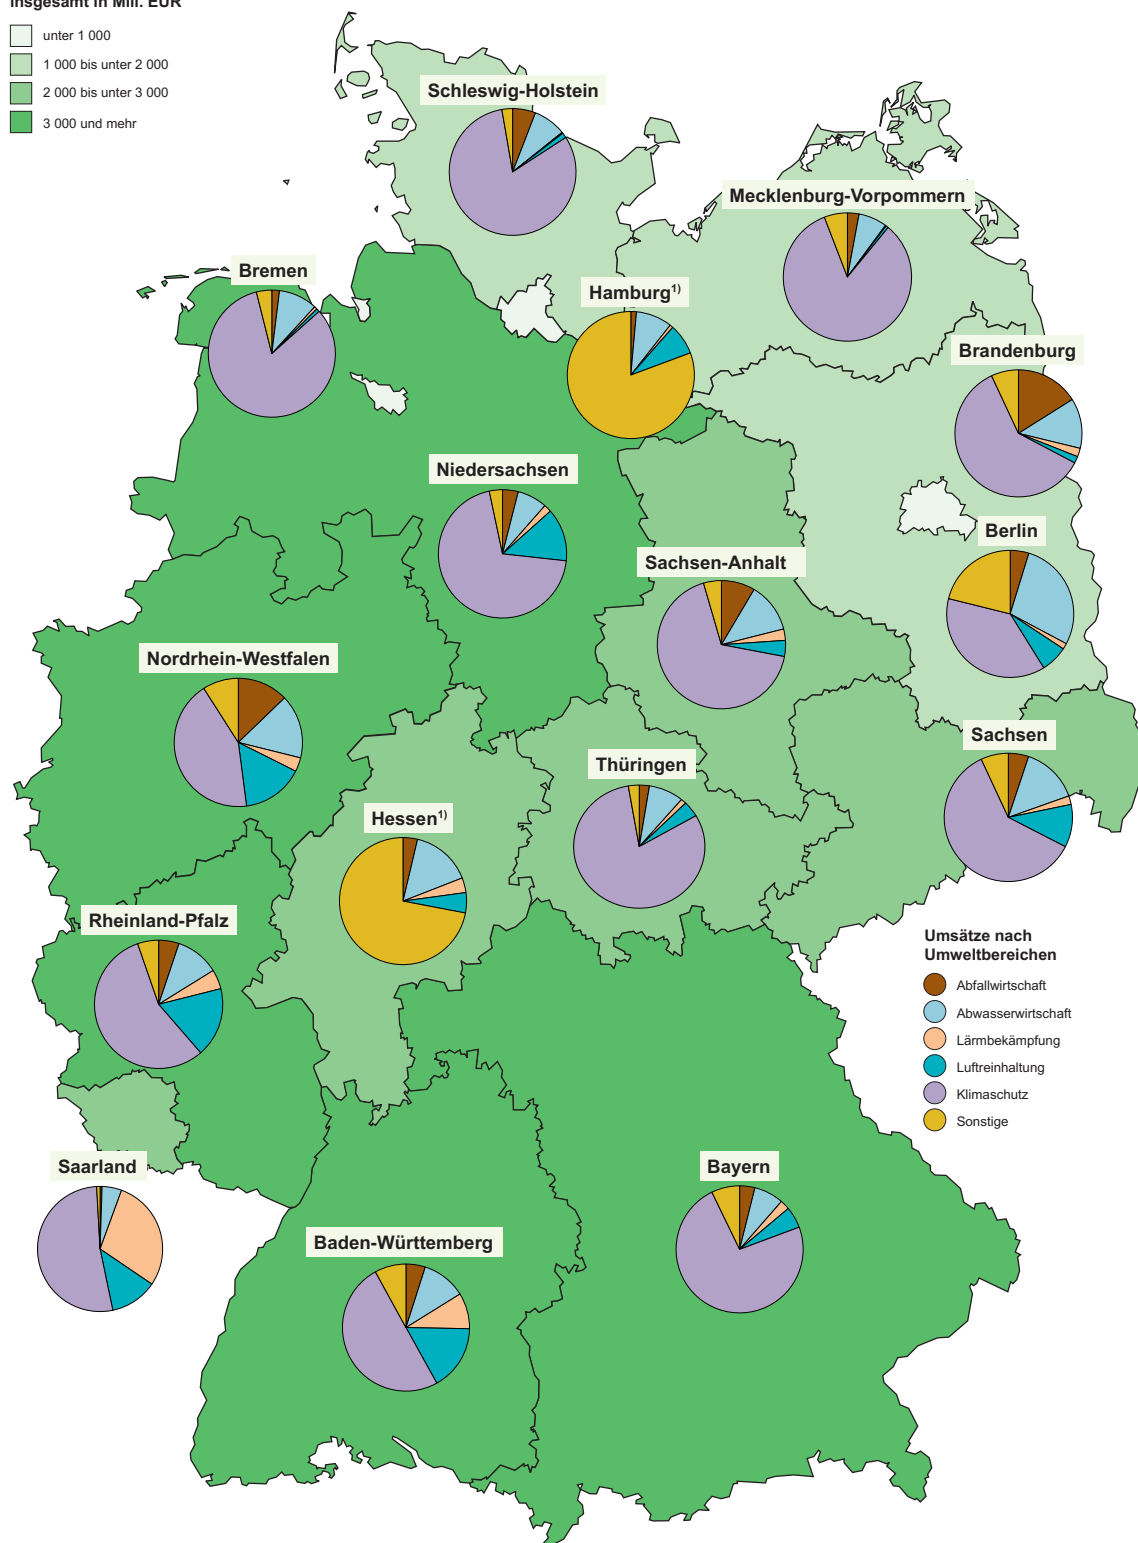 insgesamt in Mill. EUR
unter 1 000
1 000 bis unter 2 000
2 000 bis unter 3 000
3 000 und mehr
Schleswig-Holstein
Mecklenburg-Vorpommern
Bremen
Hamburg¹⁾
Brandenburg
Niedersachsen
Berlin
Sachsen-Anhalt
Nordrhein-Westfalen
Sachsen
Thüringen
Hessen¹⁾
Rheinland-Pfalz
Umsätze nach
Umweltbereichen
Abfallwirtschaft
Abwasserwirtschaft
Lärmbekämpfung
Luftreinhaltung
Klimaschutz
Sonstige
Saarland
Bayern
Baden-Württemberg